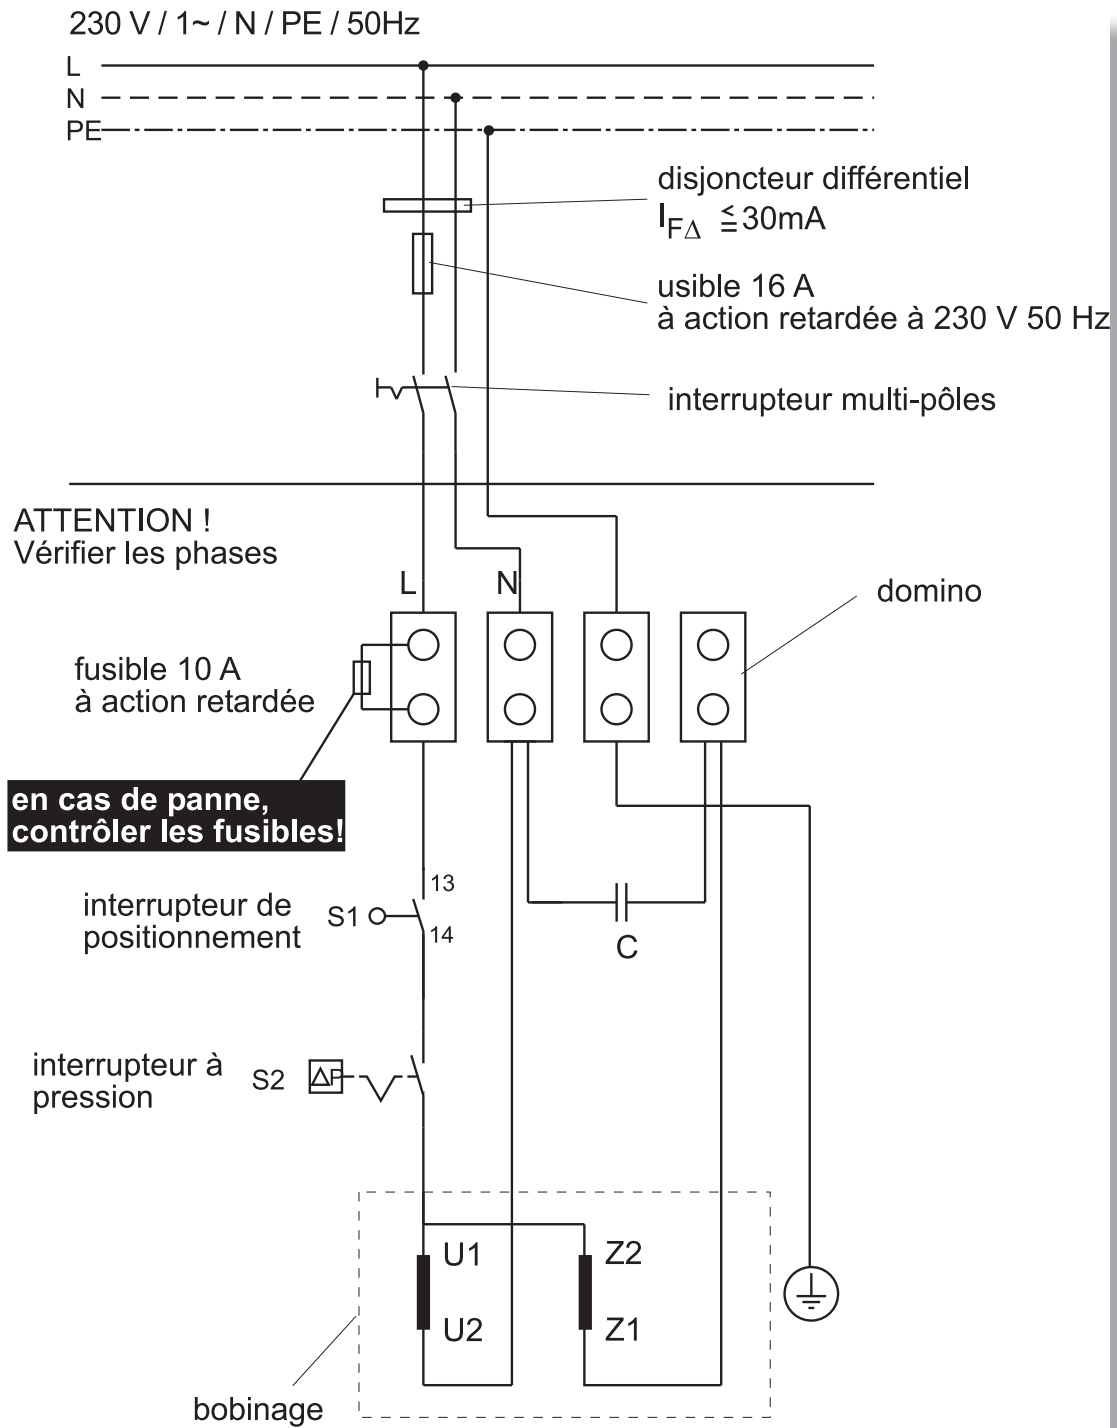 230 V / 1~ / N / PE / 50Hz
L
N
PE
disjoncteur différentiel
IFΔ ≦ 30mA
usible 16 A
à action retardée à 230 V 50 Hz
interrupteur multi-pôles
ATTENTION !
Vérifier les phases
L
N
domino
fusible 10 A
à action retardée
en cas de panne,
contrôler les fusibles!
13
interrupteur de
positionnement
S1
14
C
interrupteur à
pression
S2
ΔP
U1
Z2
U2
Z1
bobinage